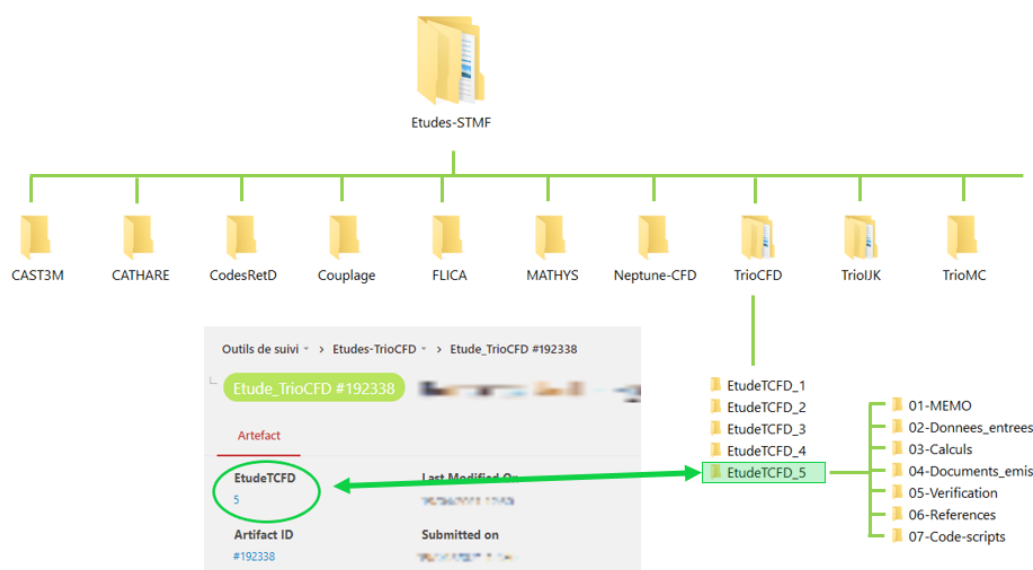 Etudes-STMF
CAST3M CATHARE CodesRetD Couplage FLICA MATHYS Neptune-CFD TrioCFD TrioIJK TrioMC
Outils de suivi > Etudes-TrioCFD > Etude_TrioCFD #192338
Etude_TrioCFD #192338
Artefact
EtudeTCFD Last Modified On
5
Artifact ID Submitted on
#192338
EtudeTCFD_1
EtudeTCFD_2
EtudeTCFD_3
EtudeTCFD_4
EtudeTCFD_5
01-MEMO
02-Donnees_entrees
03-Calculs
04-Documents_emis
05-Verification
06-References
07-Code-scripts